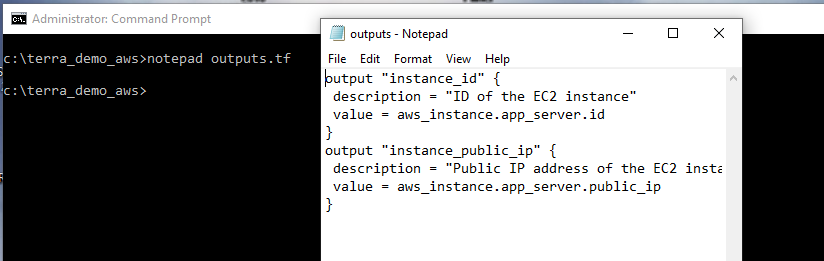 Administrator: Command Prompt
c:\terra_demo_aws>notepad outputs.tf
c:\terra_demo_aws>
outputs - Notepad
File Edit Format View Help
output "instance_id" {
description = "ID of the EC2 instance"
value = aws_instance.app_server.id
}
output "instance_public_ip" {
description = "Public IP address of the EC2 insta
value = aws_instance.app_server.public_ip
}